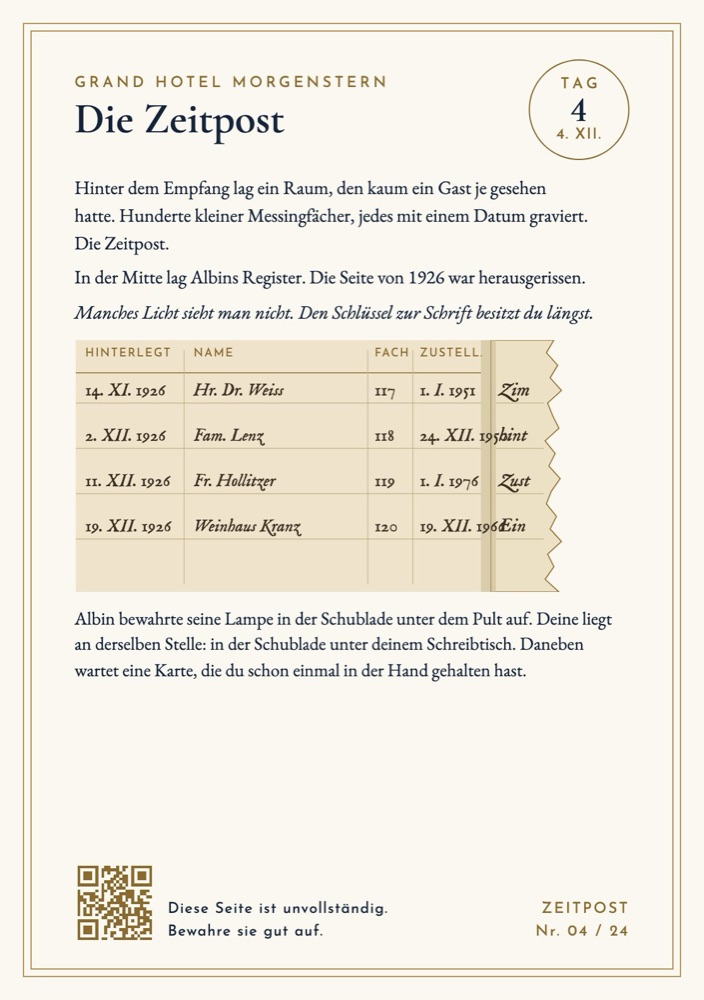 GRAND HOTEL MORGENSTERN
Die Zeitpost
TAG
4
4. XII.
Hinter dem Empfang lag ein Raum, den kaum ein Gast je gesehen
hatte. Hunderte kleiner Messingfächer, jedes mit einem Datum graviert.
Die Zeitpost.
In der Mitte lag Albins Register. Die Seite von 1926 war herausgerissen.
Manches Licht sieht man nicht. Den Schlüssel zur Schrift besitzt du längst.
HINTERLEGT NAME FACH ZUSTELL.
14. XI. 1926 Hr. Dr. Weiss 117 1. I. 1951 Zim
2. XII. 1926 Fam. Lenz 118 24. XII. hint
11. XII. 1926 Fr. Hollitzer 119 1. I. 1976 Zust
19. XII. 1926 Weinhaus Kranz 120 19. XII. Ein
Albin bewahrte seine Lampe in der Schublade unter dem Pult auf. Deine liegt
an derselben Stelle: in der Schublade unter deinem Schreibtisch. Daneben
wartet eine Karte, die du schon einmal in der Hand gehalten hast.
Diese Seite ist unvollständig.
Bewahre sie gut auf.
ZEITPOST
Nr. 04 / 24